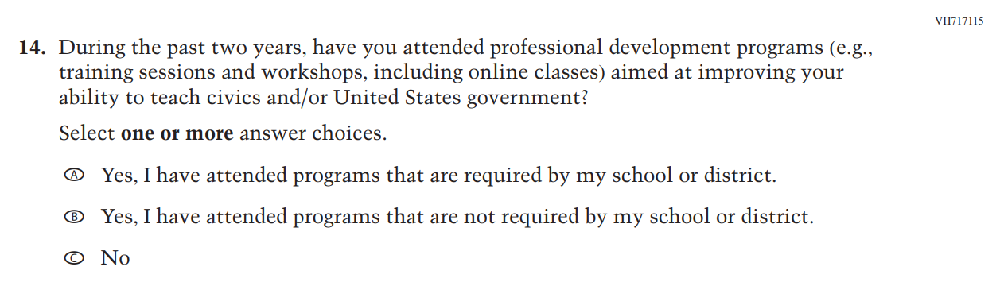 VH717115
14. During the past two years, have you attended professional development programs (e.g.,
training sessions and workshops, including online classes) aimed at improving your
ability to teach civics and/or United States government?
Select one or more answer choices.
A Yes, I have attended programs that are required by my school or district.
B Yes, I have attended programs that are not required by my school or district.
C No